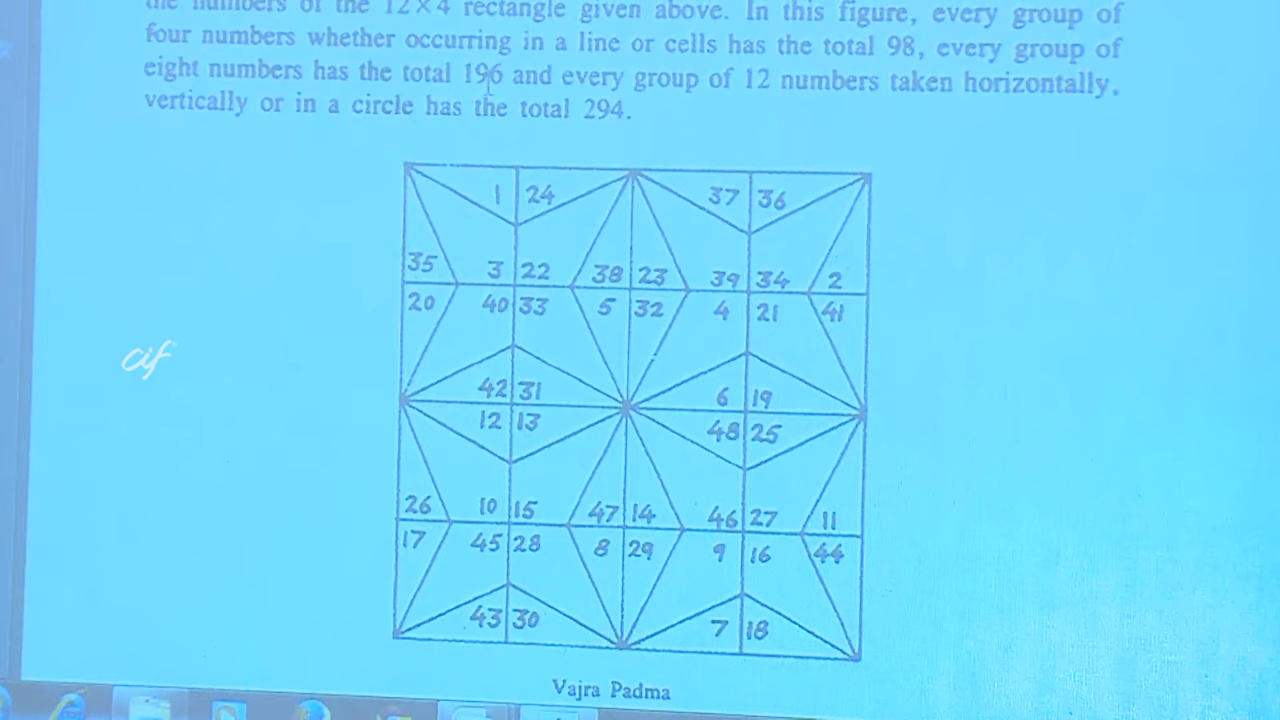 the numbers of the 12×4 rectangle given above. In this figure, every group of
four numbers whether occurring in a line or cells has the total 98, every group of
eight numbers has the total 196 and every group of 12 numbers taken horizontally,
vertically or in a circle has the total 294.
1 24 37 36
35 3 22 38 23 39 34 2
20 40 33 5 32 4 21 41
cif
42 31 6 19
12 13 48 25
26 10 15 47 14 46 27 11
17 45 28 8 29 9 16 44
43 30 7 18
Vajra Padma